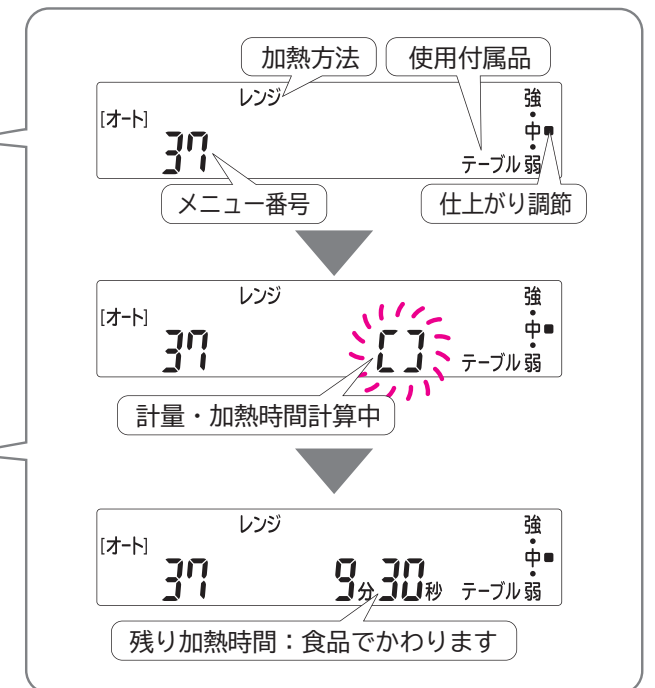 加熱方法 使用付属品
レンジ 強
[オート] 中
37 テーブル 弱
メニュー番号 仕上がり調節
レンジ 強
[オート] 中
37 [ ] テーブル 弱
計量・加熱時間計算中
レンジ 強
[オート] 中
37 9分30秒 テーブル 弱
残り加熱時間：食品でかわります